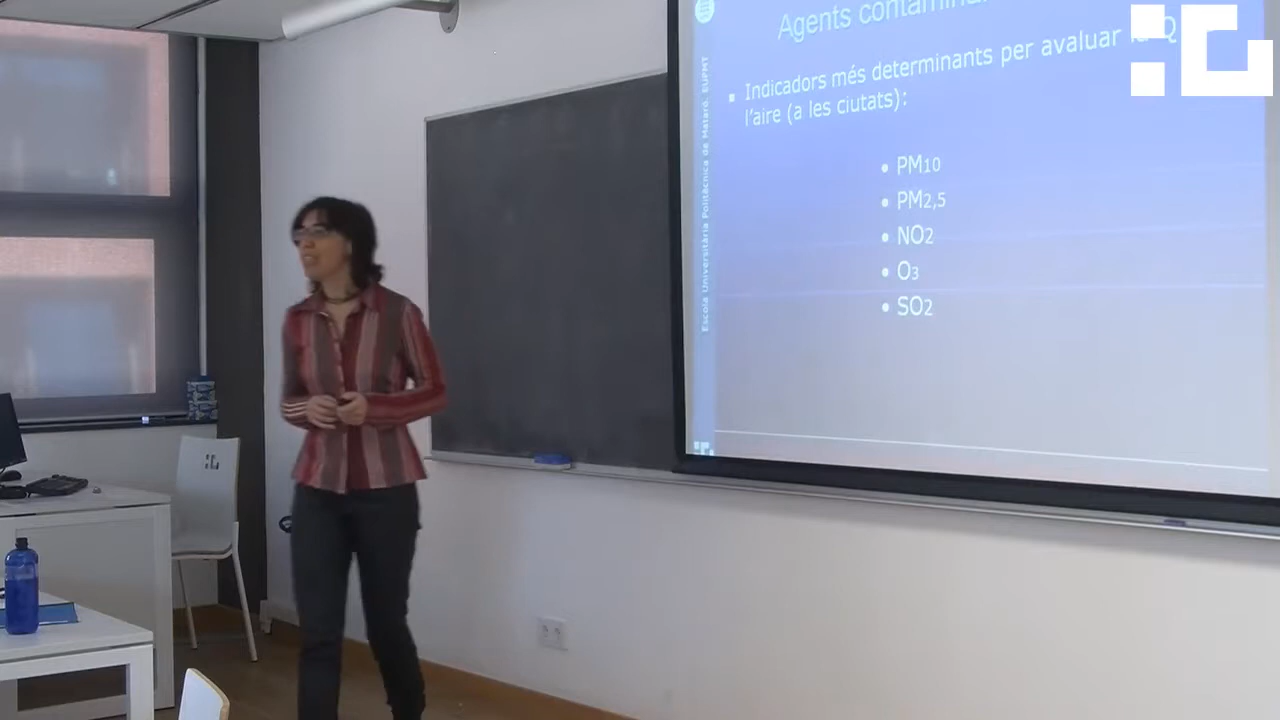 Agents
Indicadors més determinants per avaluar la Q
l'aire (a les ciutats):
PM10
PM2,5
NO2
O3
SO2
Escola Universitària Politècnica de Mataró. EUPMT